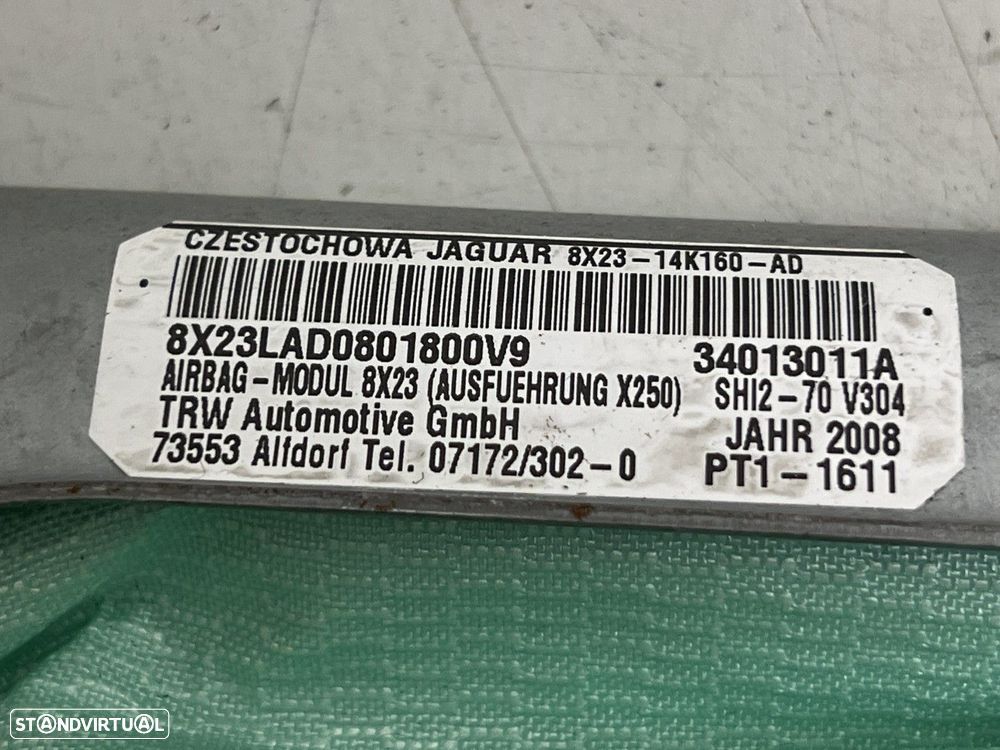 CZESTOCHOWA JAGUAR 8X23-14K160-AD
8X23LAD0801800V9 34013011A
AIRBAG-MODUL 8X23 (AUSFUEHRUNG X250) SHI2-70 V304
TRW Automotive GmbH JAHR 2008
73553 Alfdorf Tel. 07172/302-0 PT1-1611
STANDVIRTUAL